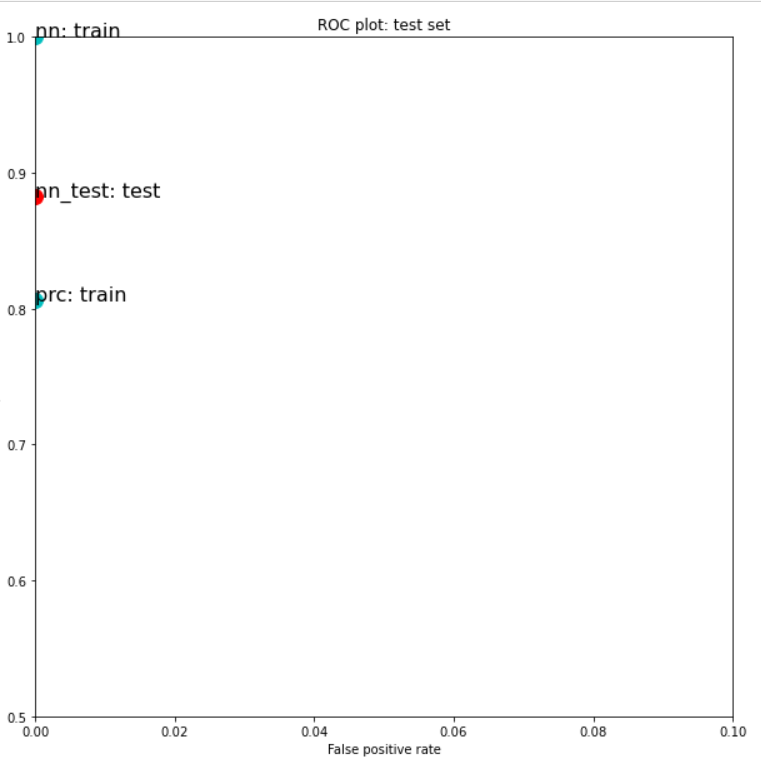 ROC plot: test set
nn: train
1.0
0.9
nn_test: test
prc: train
0.8
0.7
0.6
0.5
0.00 0.02 0.04 0.06 0.08 0.10
False positive rate